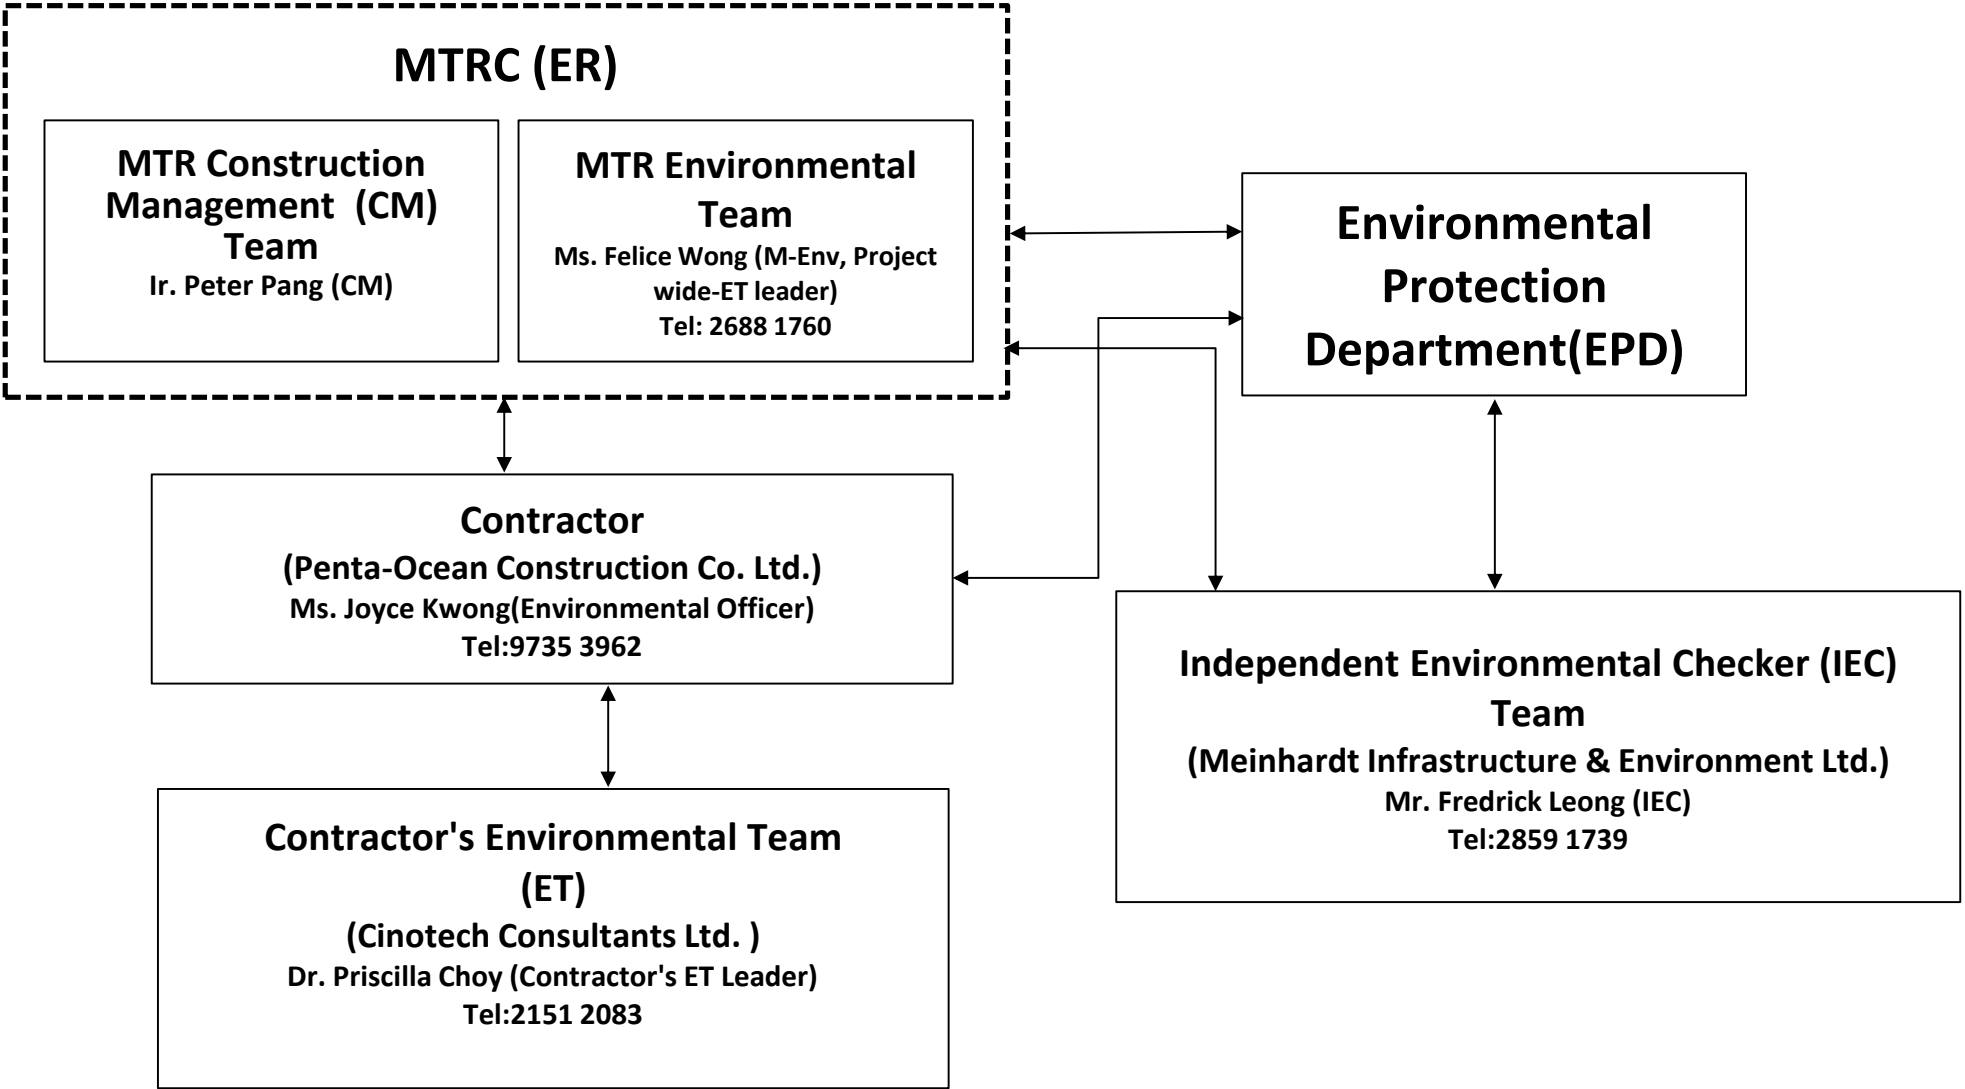 MTRC (ER)
MTR Construction
Management (CM)
Team
Ir. Peter Pang (CM)
MTR Environmental
Team
Ms. Felice Wong (M-Env, Project
wide-ET leader)
Tel: 2688 1760
Environmental
Protection
Department(EPD)
Contractor
(Penta-Ocean Construction Co. Ltd.)
Ms. Joyce Kwong(Environmental Officer)
Tel:9735 3962
Independent Environmental Checker (IEC)
Team
(Meinhardt Infrastructure & Environment Ltd.)
Mr. Fredrick Leong (IEC)
Tel:2859 1739
Contractor's Environmental Team
(ET)
(Cinotech Consultants Ltd. )
Dr. Priscilla Choy (Contractor's ET Leader)
Tel:2151 2083